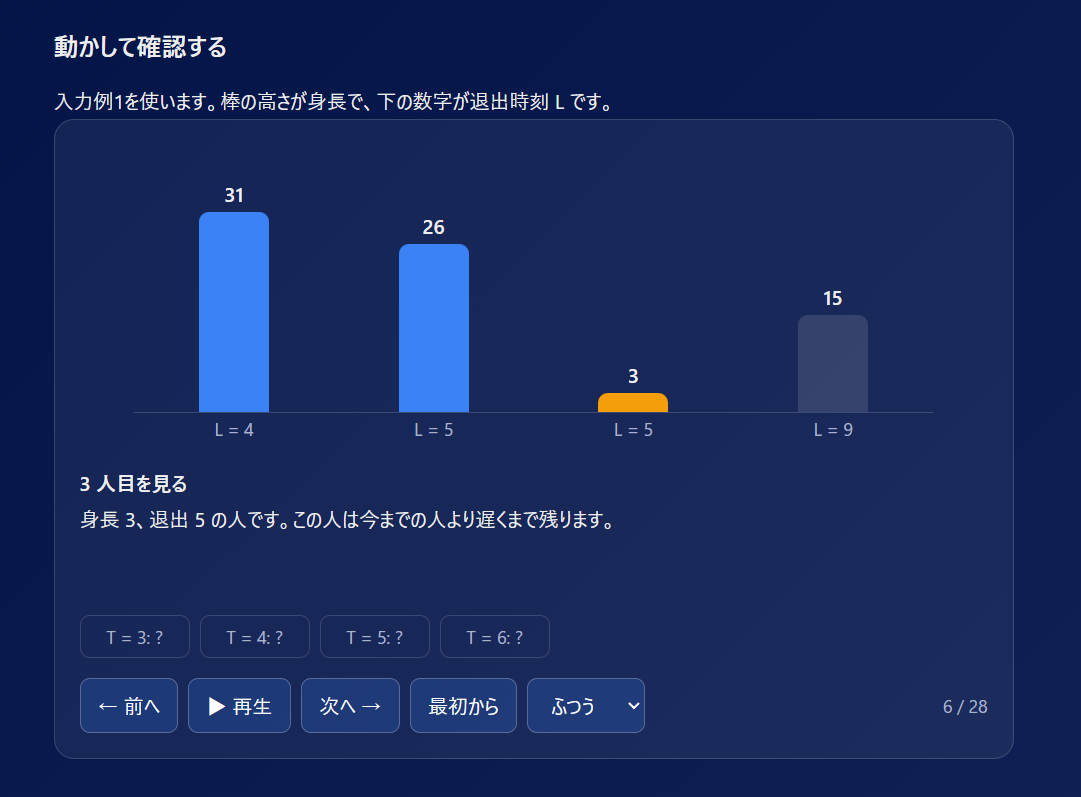 動かして確認する
入力例1を使います。棒の高さが身長で、下の数字が退出時刻 L です。
31
26
3
15
L = 4
L = 5
L = 5
L = 9
3 人目を見る
身長 3、退出 5 の人です。この人は今までの人より遅くまで残ります。
T = 3: ?
T = 4: ?
T = 5: ?
T = 6: ?
← 前へ
▶ 再生
次へ →
最初から
ふつう
6 / 28